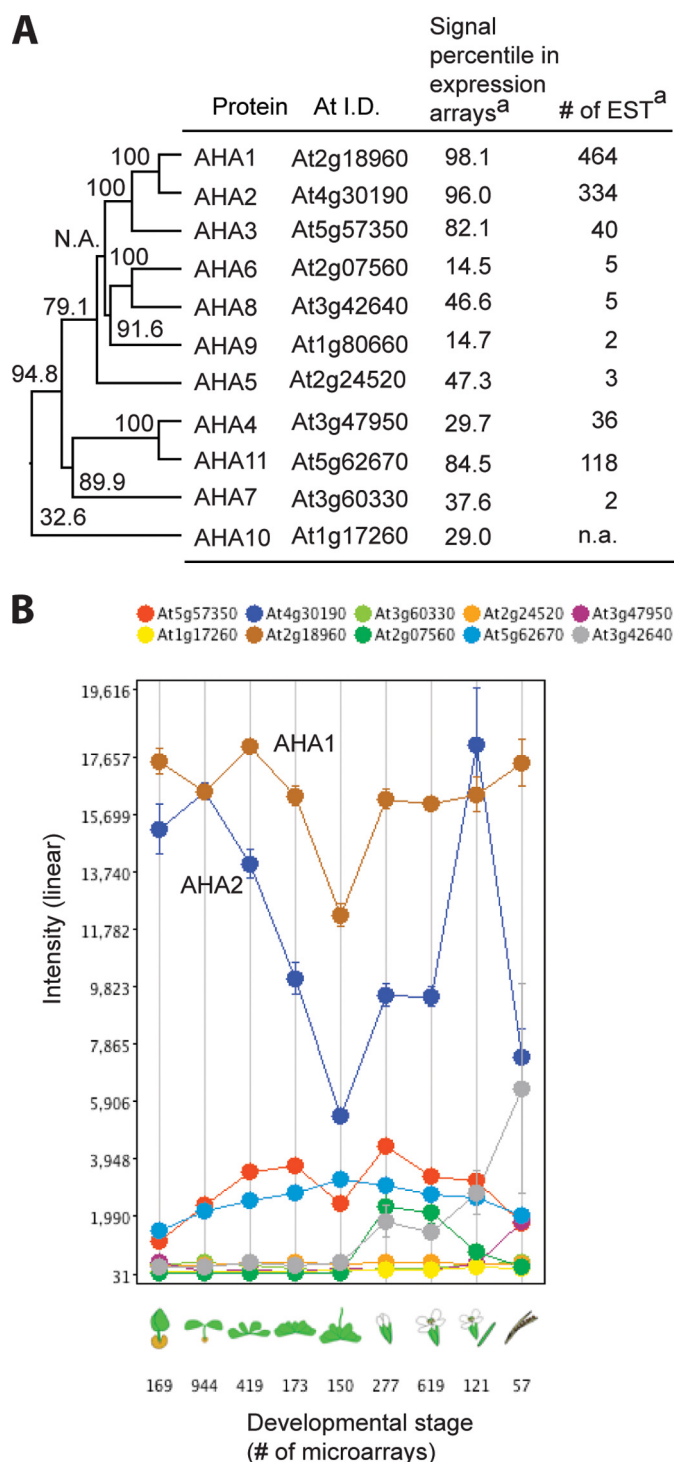 A
Signal
percentile in
expression
Protein At I.D. arraysa # of ESTa
100 AHA1 At2g18960 98.1 464
100 AHA2 At4g30190 96.0 334
AHA3 At5g57350 82.1 40
N.A.
100 AHA6 At2g07560 14.5 5
79.1 AHA8 At3g42640 46.6 5
91.6 AHA9 At1g80660 14.7 2
94.8 AHA5 At2g24520 47.3 3
100 AHA4 At3g47950 29.7 36
AHA11 At5g62670 84.5 118
89.9 AHA7 At3g60330 37.6 2
32.6 AHA10 At1g17260 29.0 n.a.
B
At5g57350 At4g30190 At3g60330 At2g24520 At3g47950
At1g17260 At2g18960 At2g07560 At5g62670 At3g42640
19,616
17,657
15,699
13,740
11,782
9,823
7,865
5,906
3,948
1,990
31
Intensity (linear)
AHA1
AHA2
169 944 419 173 150 277 619 121 57
Developmental stage
(# of microarrays)